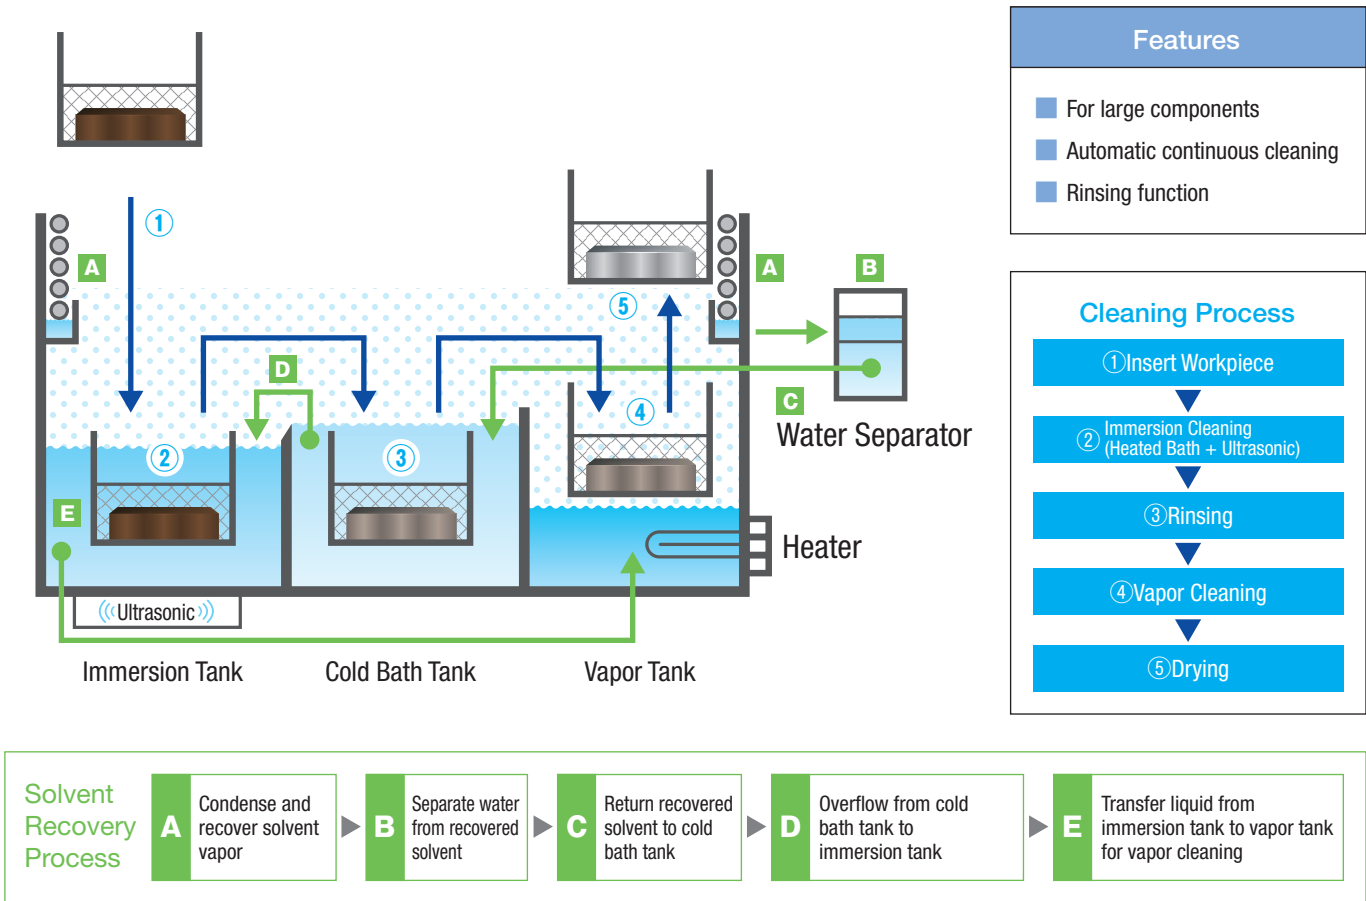 Features
For large components
Automatic continuous cleaning
Rinsing function
①
A
A
B
⑤
D
C
④
Water Separator
②
③
E
Heater
Ultrasonic
Immersion Tank
Cold Bath Tank
Vapor Tank
Cleaning Process
①Insert Workpiece
②Immersion Cleaning
(Heated Bath + Ultrasonic)
③Rinsing
④Vapor Cleaning
⑤Drying
Solvent
Recovery
Process
A
Condense and
recover solvent
vapor
B
Separate water
from recovered
solvent
C
Return recovered
solvent to cold
bath tank
D
Overflow from cold
bath tank to
immersion tank
E
Transfer liquid from
immersion tank to vapor tank
for vapor cleaning